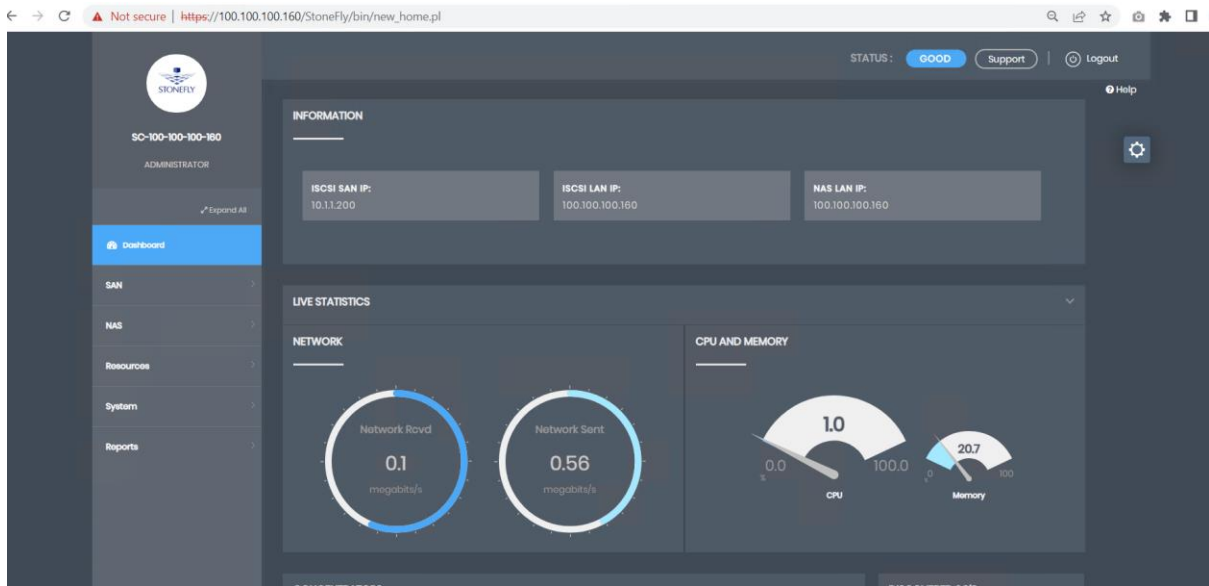 Not secure | https://100.100.100.160/StoneFly/bin/new_home.pl
STONEFLY
SC-100-100-100-160
ADMINISTRATOR
Expand All
Dashboard
SAN
NAS
Resources
System
Reports
STATUS : GOOD Support | Logout
Help
INFORMATION
ISCSI SAN IP: ISCSI LAN IP: NAS LAN IP:
10.1.1.200 100.100.100.160 100.100.100.160
LIVE STATISTICS
NETWORK
Network Rcvd Network Sent
0.1 0.56
megabits/s megabits/s
CPU AND MEMORY
1.0 20.7
0.0 100.0 0 100
%
CPU Memory